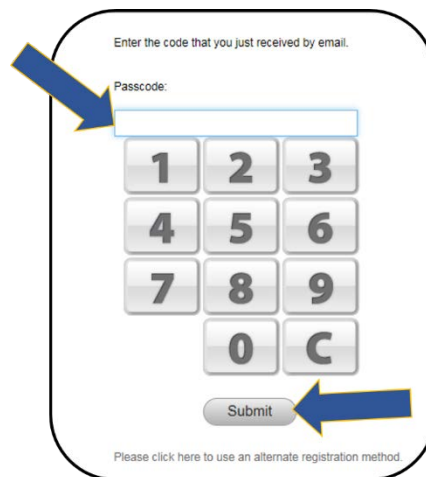 Enter the code that you just received by email.
Passcode:
1 2 3
4 5 6
7 8 9
0 C
Submit
Please click here to use an alternate registration method.